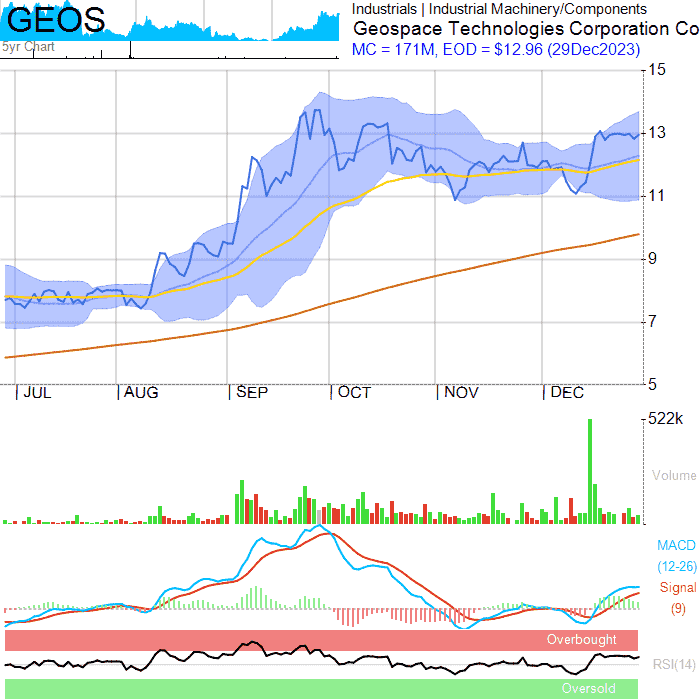 GEOS
5yr Chart
Industrials | Industrial Machinery/Components
Geospace Technologies Corporation Co
MC = 171M, EOD = $12.96 (29Dec2023)
15
13
11
9
7
5
JUL AUG SEP OCT NOV DEC
522k
Volume
MACD
(12-26)
Signal
(9)
Overbought
RSI(14)
Oversold